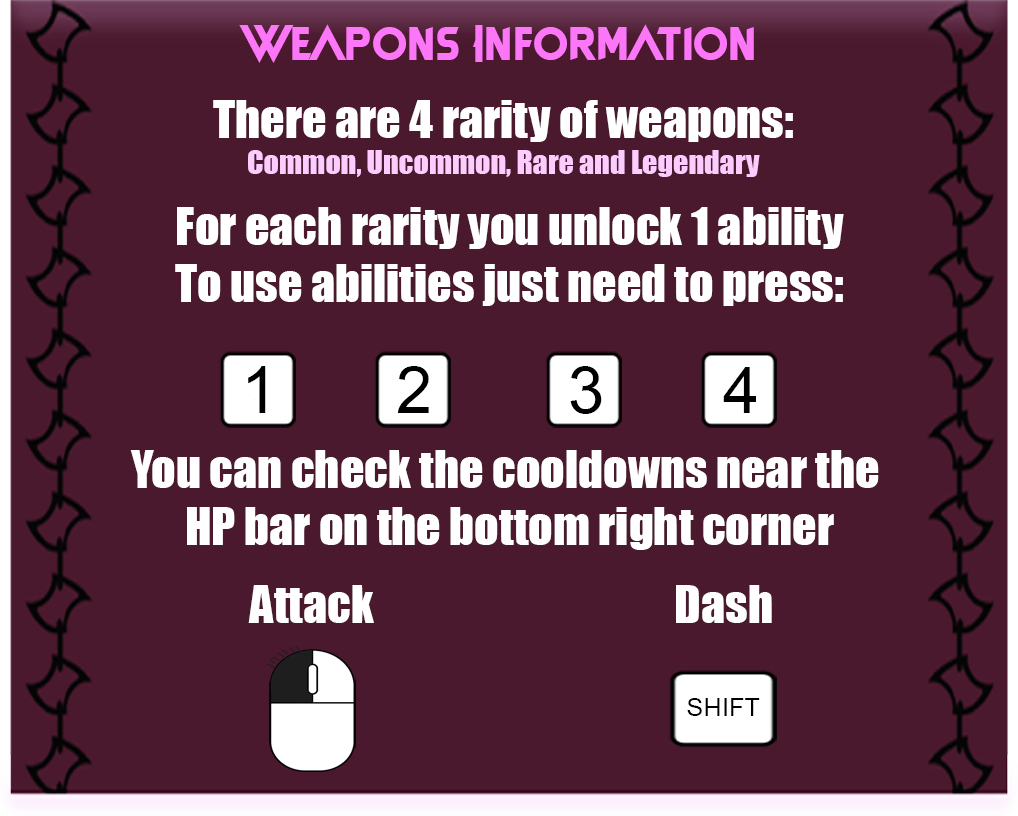 Weapons Information
There are 4 rarity of weapons:
Common, Uncommon, Rare and Legendary
For each rarity you unlock 1 ability
To use abilities just need to press:
1 2 3 4
You can check the cooldowns near the
HP bar on the bottom right corner
Attack Dash
SHIFT